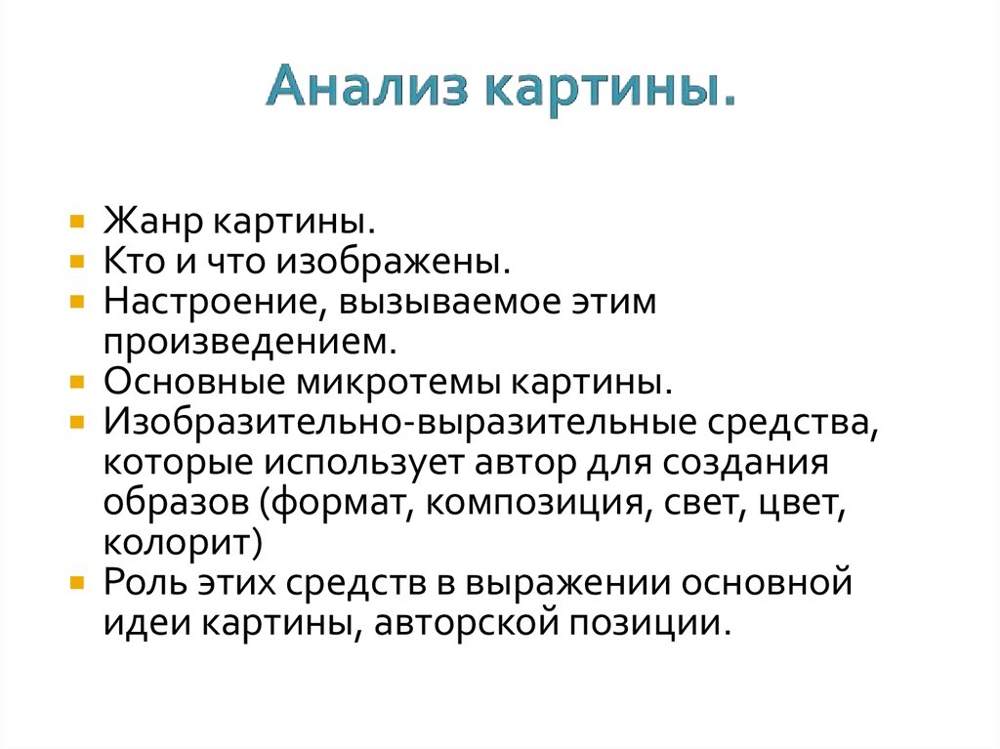 Анализ картины.
Жанр картины.
Кто и что изображены.
Настроение, вызываемое этим
произведением.
Основные микротемы картины.
Изобразительно-выразительные средства,
которые использует автор для создания
образов (формат, композиция, свет, цвет,
колорит)
Роль этих средств в выражении основной
идеи картины, авторской позиции.